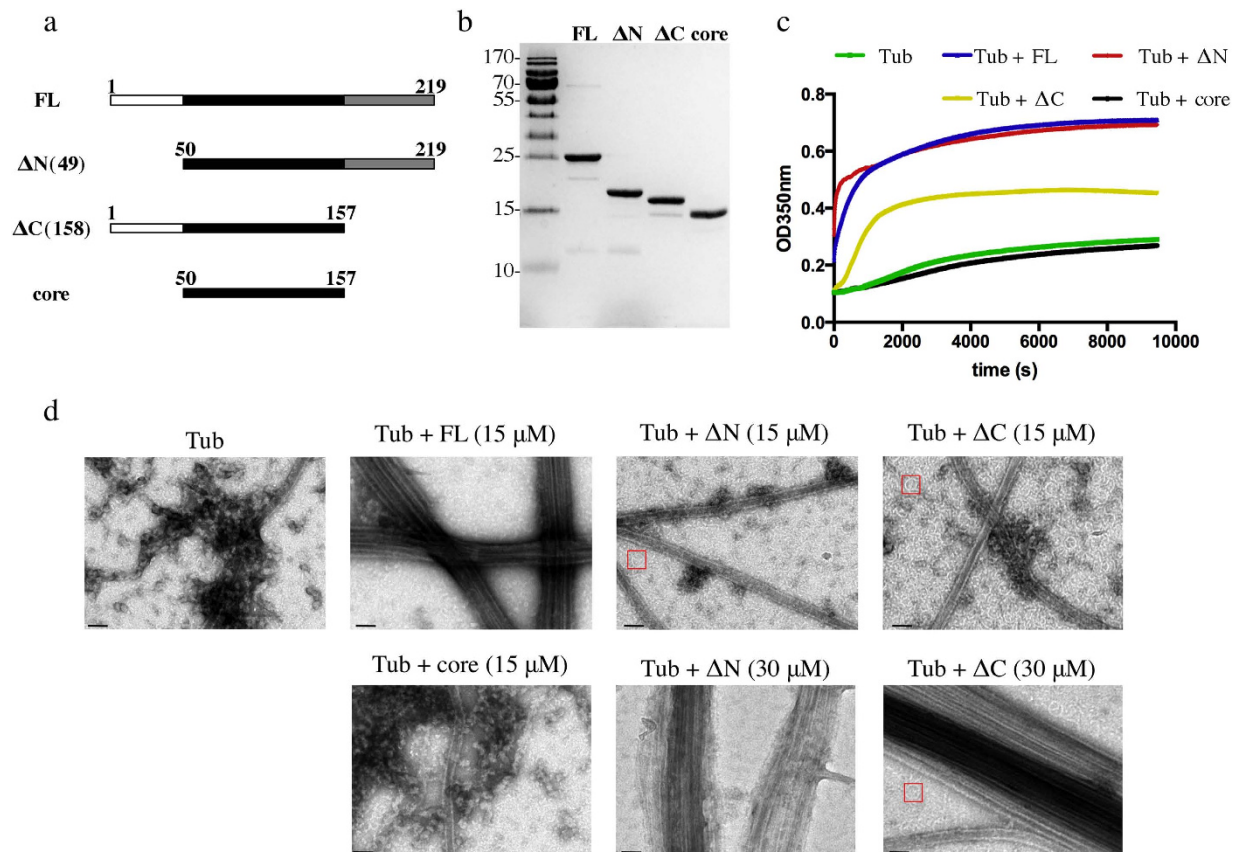 a
1 219
FL
50 219
ΔN(49)
1 157
ΔC(158)
50 157
core
b
FL ΔN ΔC core
170
70
55
25
15
10
c
Tub Tub + FL Tub + ΔN
Tub + ΔC Tub + core
0.8
0.6
0.4
0.2
0.0
OD350nm
0 2000 4000 6000 8000 10000
time (s)
d
Tub Tub + FL (15 μM) Tub + ΔN (15 μM) Tub + ΔC (15 μM)
Tub + core (15 μM) Tub + ΔN (30 μM) Tub + ΔC (30 μM)